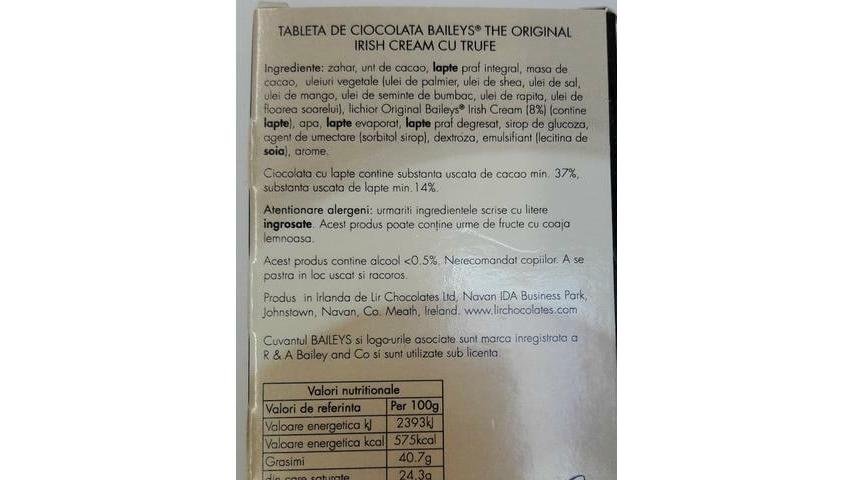 TABLETA DE CIOCOLATA BAILEYS® THE ORIGINAL
IRISH CREAM CU TRUFE
Ingrediente: zahar, unt de cacao, lapte praf integral, masa de
cacao, uleiuri vegetale (ulei de palmier, ulei de shea, ulei de sal,
ulei de mango, ulei de seminte de bumbac, ulei de rapita, ulei de
floarea soarelui), lichior Original Baileys® Irish Cream (8%) (contine
lapte), apa, lapte evaporat, lapte praf degresat, sirop de glucoza,
agent de umectare (sorbitol sirop), dextroza, emulsifiant (lecitina de
soia), arome.
Ciocolata cu lapte contine substanta uscata de cacao min. 37%,
substanta uscata de lapte min.14%.
Atentionare alergeni: urmariti ingredientele scrise cu litere
ingrosate. Acest produs poate conține urme de fructe cu coaja
lemnoasa.
Acest produs contine alcool <0.5%. Nerecomandat copiilor. A se
pastra in loc uscat si racoros.
Produs in Irlanda de Lir Chocolates Ltd, Navan IDA Business Park,
Johnstown, Navan, Co. Meath, Ireland. www.lirchocolates.com
Cuvantul BAILEYS si logo-urile asociate sunt marca inregistrata a
R & A Bailey and Co si sunt utilizate sub licenta.
Valori nutritionale
Valori de referinta Per 100g
Valoare energetica kJ 2393kJ
Valoare energetica kcal 575kcal
Grasimi 40.7g
din care saturate 24.3g